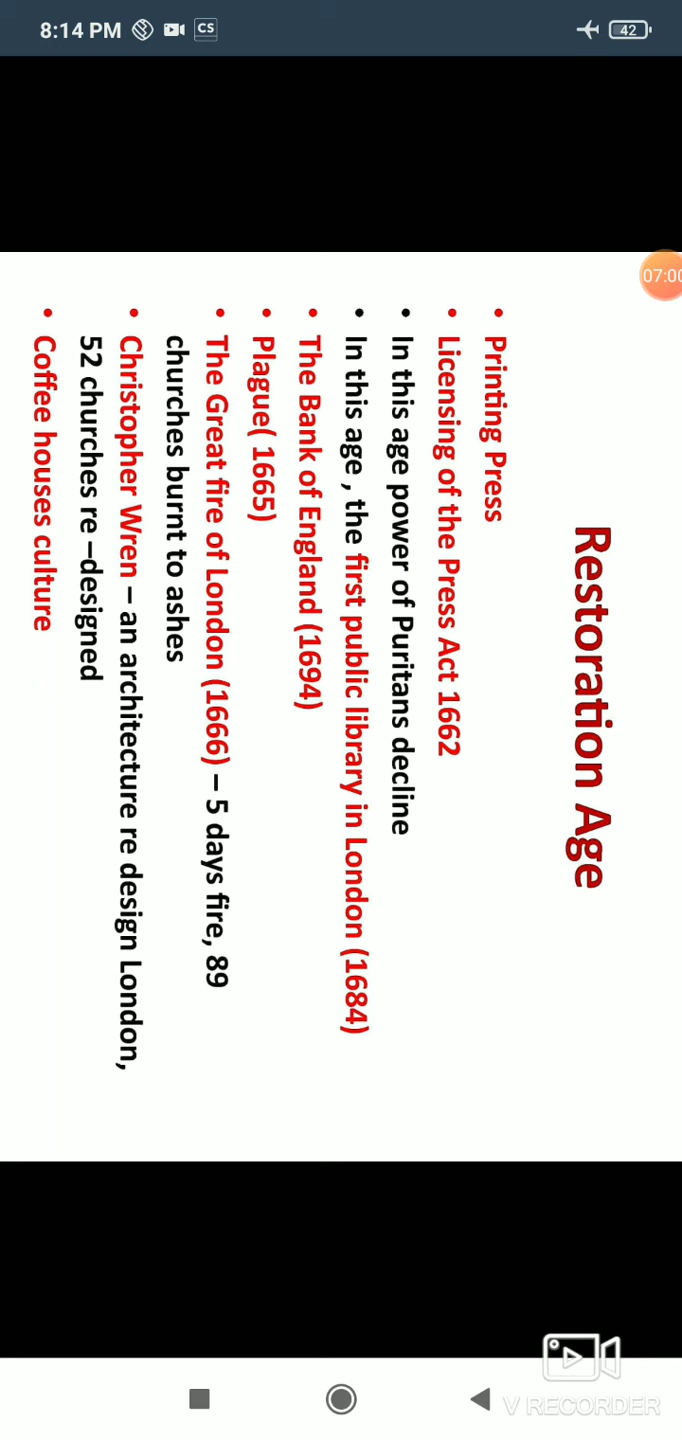 8:14 PM CS 42
07:00
Restoration Age
• Printing Press
• Licensing of the Press Act 1662
• In this age power of Puritans decline
• In this age , the first public library in London (1684)
• The Bank of England (1694)
• Plague( 1665)
• The Great fire of London (1666) – 5 days fire, 89
churches burnt to ashes
• Christopher Wren – an architecture re design London,
52 churches re –designed
• Coffee houses culture
V RECORDER